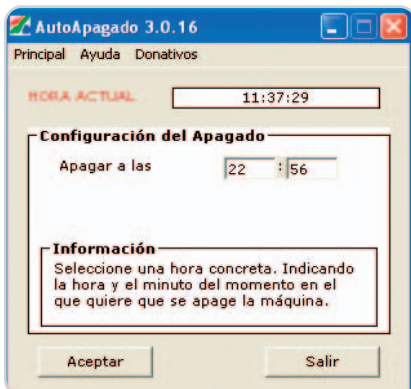 AutoApagado 3.0.16
Principal Ayuda Donativos
HORA ACTUAL 11:37:29
Configuración del Apagado
Apagar a las 22 : 56
Información
Seleccione una hora concreta. Indicando
la hora y el minuto del momento en el
que quiere que se apage la máquina.
Aceptar Salir